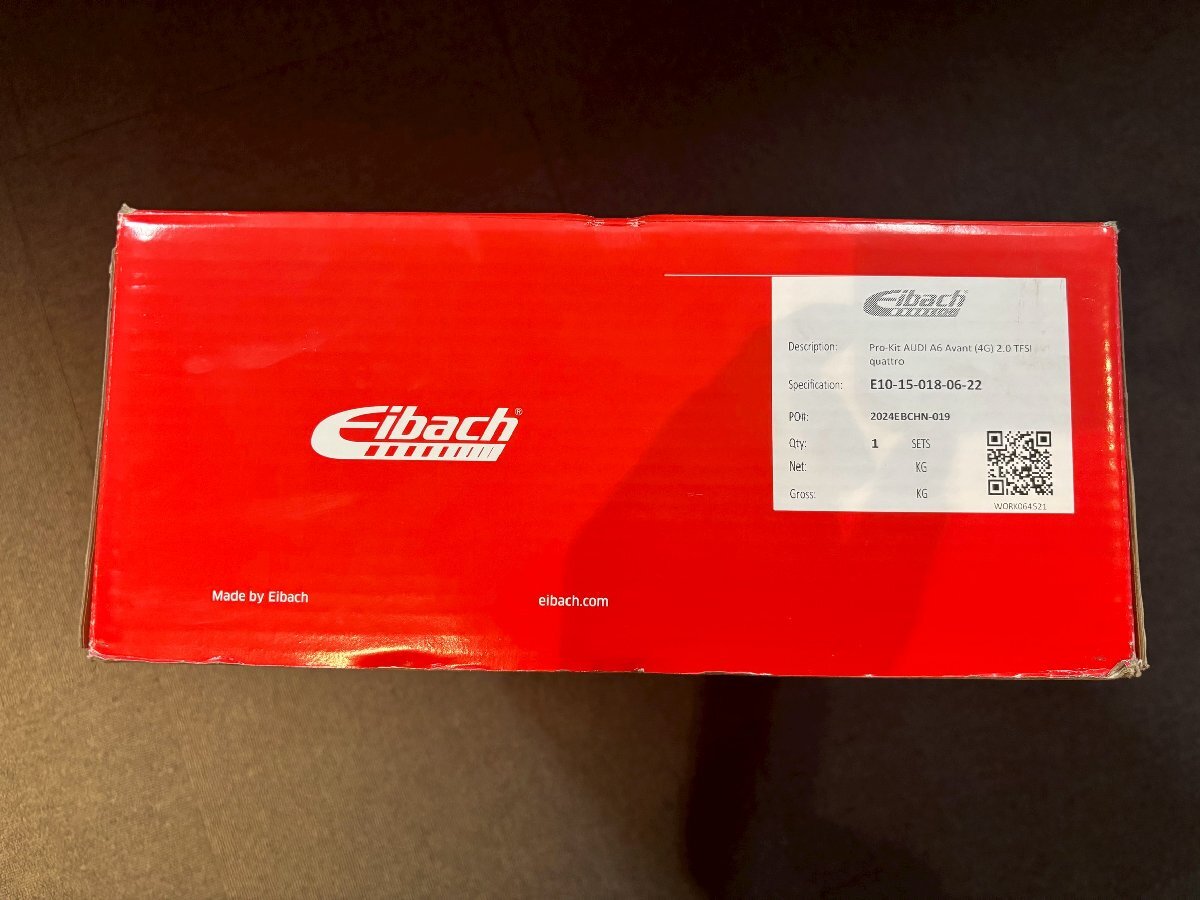 Eibach®
Made by Eibach
eibach.com
Eibach®
Description: Pro-Kit AUDI A6 Avant (4G) 2.0 TFSI
quattro
Specification: E10-15-018-06-22
PO#: 2024EBCHN-019
Qty: 1 SETS
Net: KG
Gross: KG
WORK064521